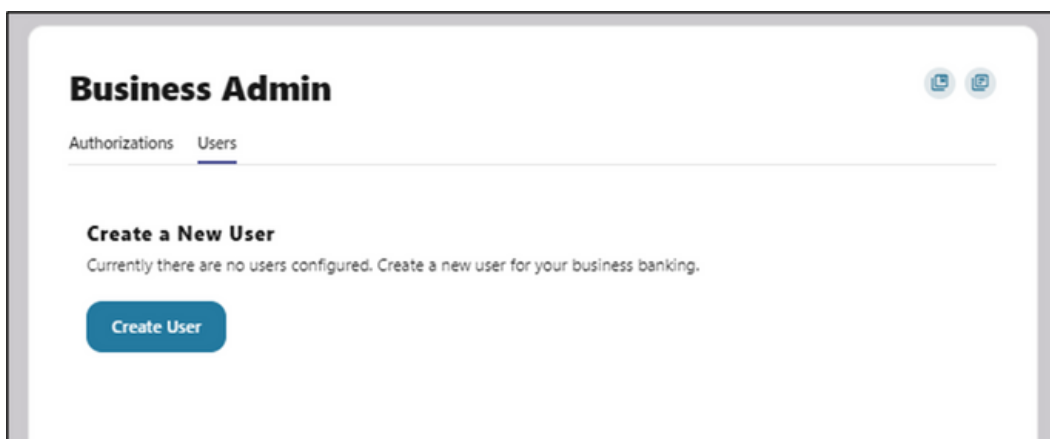 Business Admin
Authorizations Users
Create a New User
Currently there are no users configured. Create a new user for your business banking.
Create User